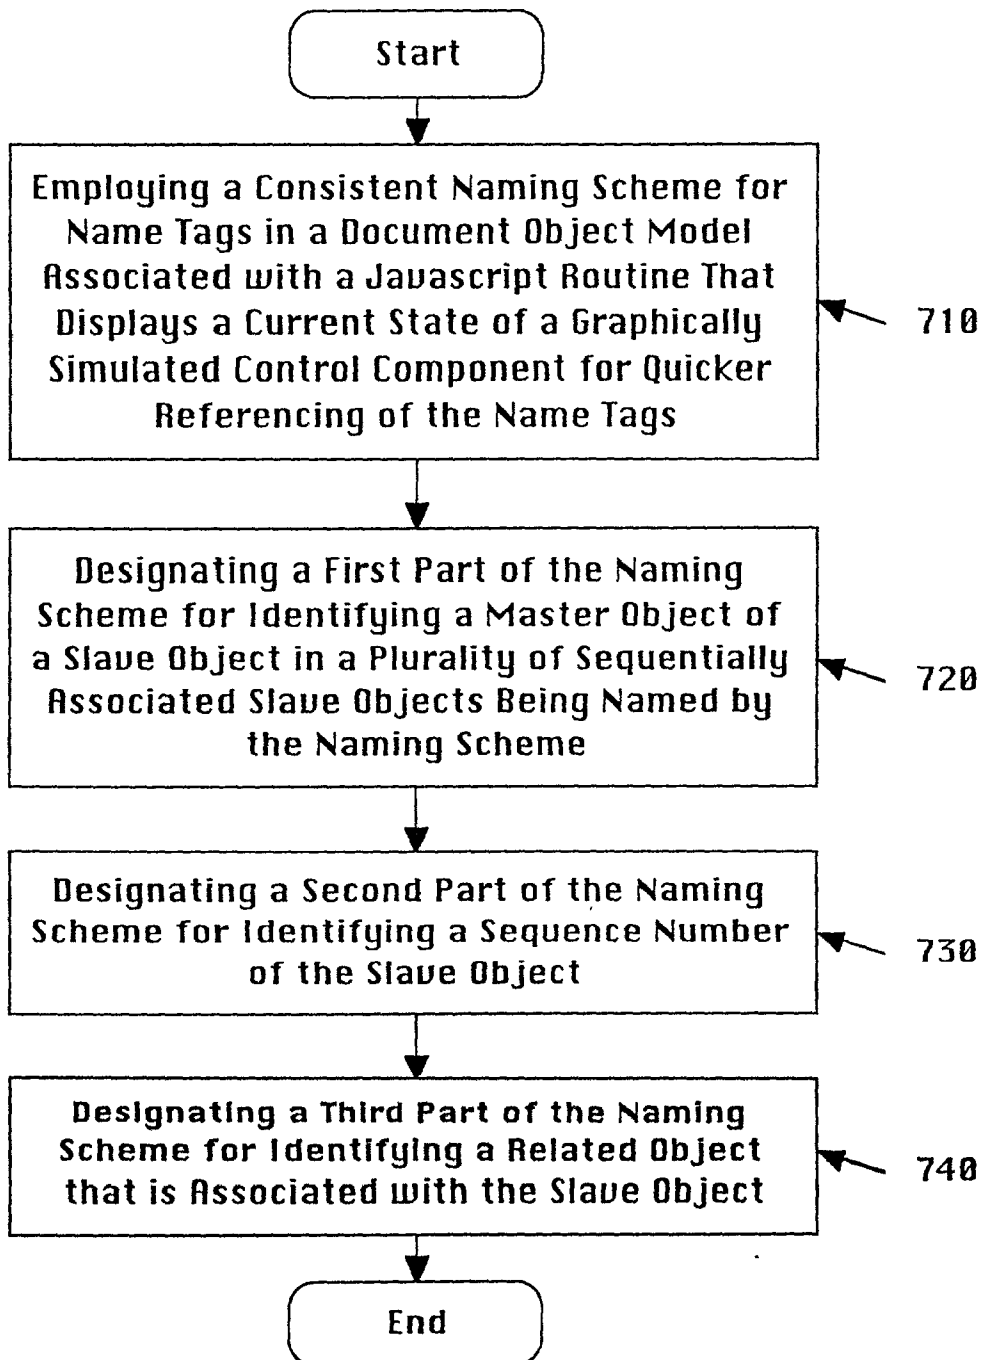 Start
Employing a Consistent Naming Scheme for
Name Tags in a Document Object Model
Associated with a Javascript Routine That
Displays a Current State of a Graphically
Simulated Control Component for Quicker
Referencing of the Name Tags
710
Designating a First Part of the Naming
Scheme for Identifying a Master Object of
a Slave Object in a Plurality of Sequentially
Associated Slave Objects Being Named by
the Naming Scheme
720
Designating a Second Part of the Naming
Scheme for Identifying a Sequence Number
of the Slave Object
730
Designating a Third Part of the Naming
Scheme for Identifying a Related Object
that is Associated with the Slave Object
740
End